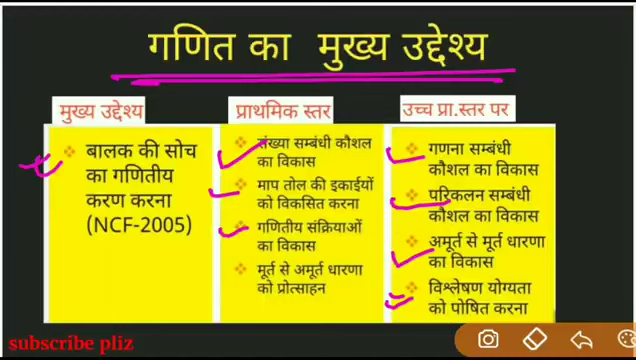 गणित का मुख्य उद्देश्य
मुख्य उद्देश्य
बालक की सोच
का गणितीय
करण करना
(NCF-2005)
प्राथमिक स्तर
संख्या सम्बंधी कौशल
का विकास
माप तोल की इकाईयों
को विकसित करना
गणितीय संक्रियाओं
का विकास
मूर्त से अमूर्त धारणा
को प्रोत्साहन
उच्च प्रा.स्तर पर
गणना सम्बंधी
कौशल का विकास
परिकलन सम्बंधी
कौशल का विकास
अमूर्त से मूर्त धारणा
का विकास
विश्लेषण योग्यता
को पोषित करना
subscribe pliz